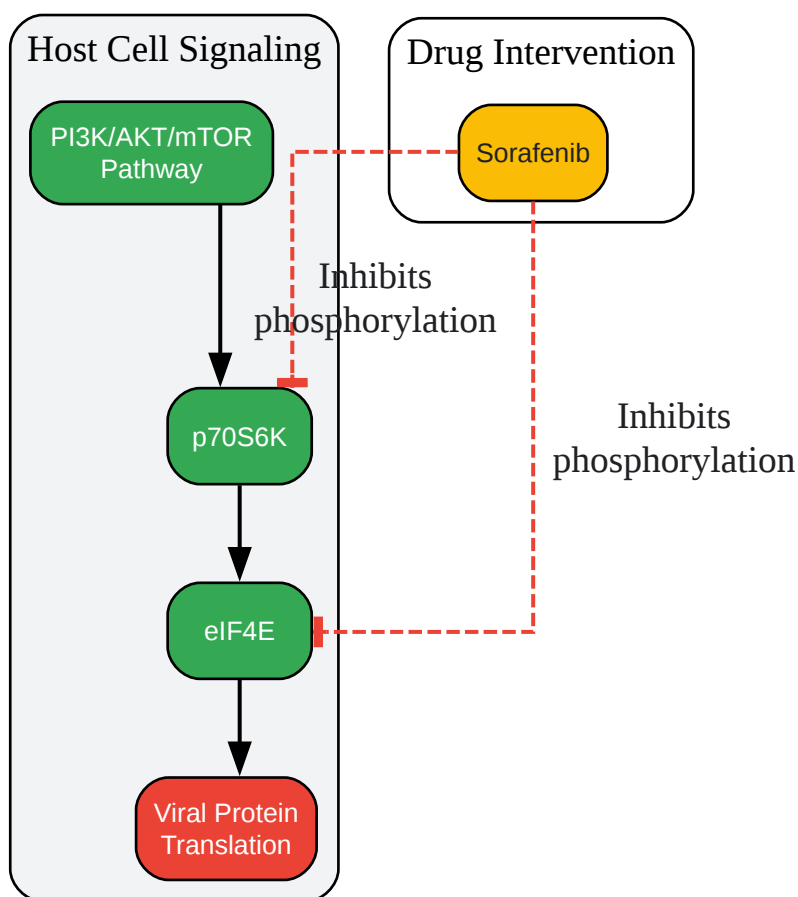 Host Cell Signaling
Drug Intervention
PI3K/AKT/mTOR
Pathway
Sorafenib
Inhibits
phosphorylation
p70S6K
Inhibits
phosphorylation
eIF4E
Viral Protein
Translation